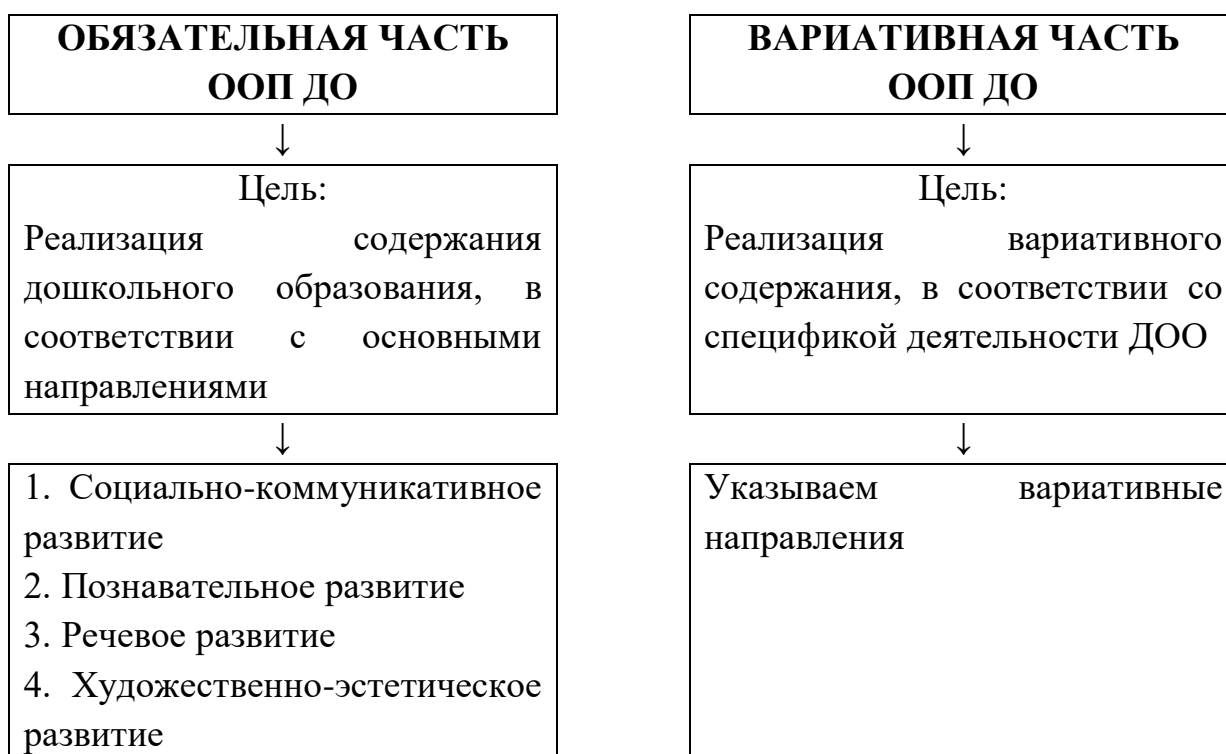 ОБЯЗАТЕЛЬНАЯ ЧАСТЬ
ООП ДО
↓
Цель:
Реализация содержания
дошкольного образования, в
соответствии с основными
направлениями
↓
1. Социально-коммуникативное
развитие
2. Познавательное развитие
3. Речевое развитие
4. Художественно-эстетическое
развитие
ВАРИАТИВНАЯ ЧАСТЬ
ООП ДО
↓
Цель:
Реализация вариативного
содержания, в соответствии со
спецификой деятельности ДОО
↓
Указываем вариативные
направления